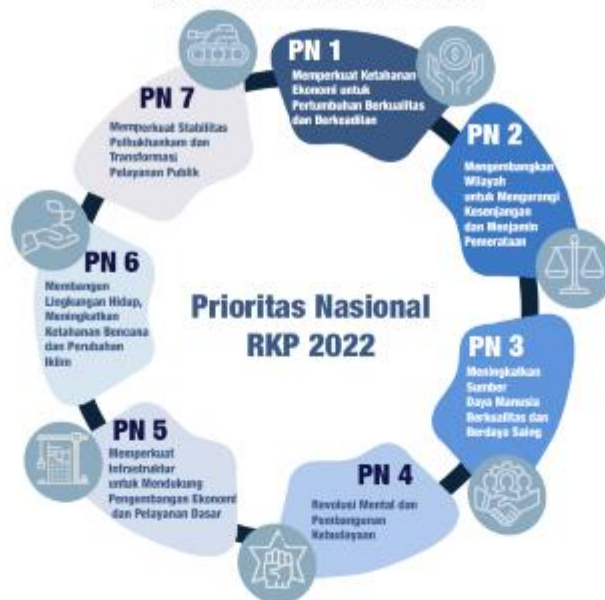 PN 1
Memperkuat Ketahanan
Ekonomi untuk
Pertumbuhan Berkualitas
dan Berkeadilan
PN 2
Mengembangkan
Wilayah
untuk Mengurangi
Kesenjangan
dan Menjamin
Pemerataan
PN 3
Meningkatkan
Sumber
Daya Manusia
Berkualitas dan
Berdaya Saing
PN 4
Revolusi Mental dan
Pembangunan
Kebudayaan
PN 5
Memperkuat
Infrastruktur
untuk Mendukung
Pengembangan Ekonomi
dan Pelayanan Dasar
PN 6
Membangun
Lingkungan Hidup,
Meningkatkan
Ketahanan Bencana
dan Perubahan
Iklim
PN 7
Memperkuat Stabilitas
Polhukhankam dan
Transformasi
Pelayanan Publik
Prioritas Nasional
RKP 2022